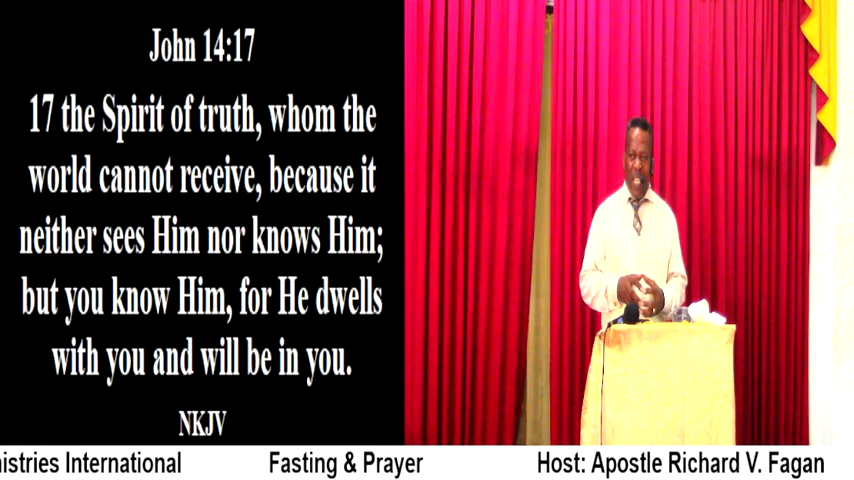 John 14:17
17 the Spirit of truth, whom the
world cannot receive, because it
neither sees Him nor knows Him;
but you know Him, for He dwells
with you and will be in you.
NKJV
International
Fasting & Prayer
Host: Apostle Richard V. Fagan